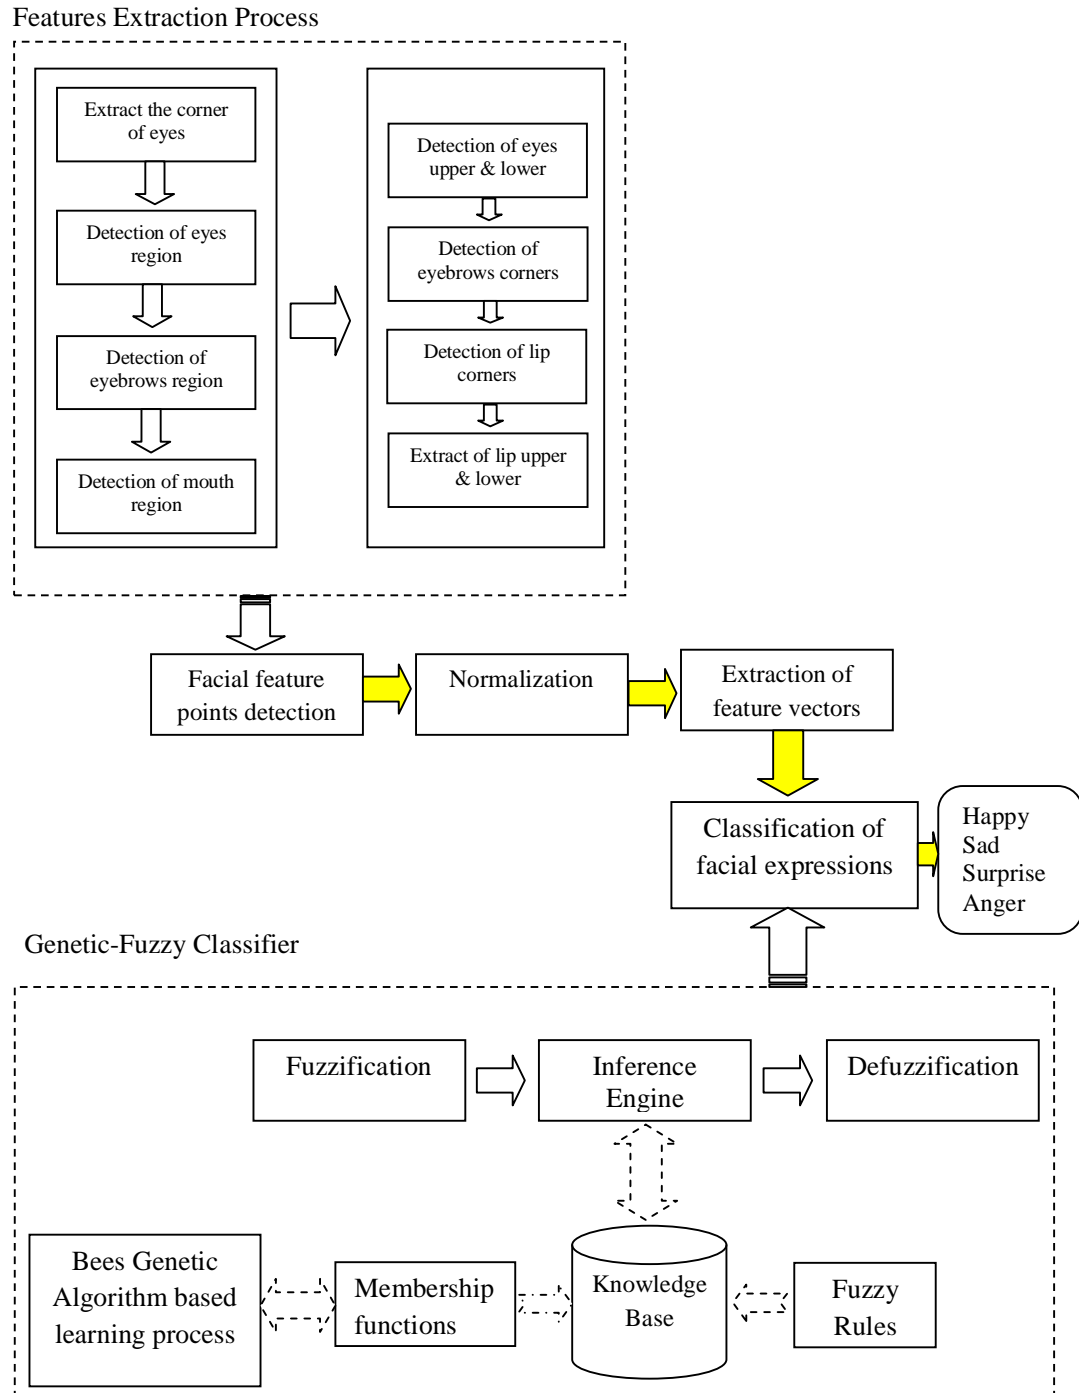 Features Extraction Process
Extract the corner
of eyes
Detection of eyes
region
Detection of
eyebrows region
Detection of mouth
region
Detection of eyes
upper & lower
Detection of
eyebrows corners
Detection of lip
corners
Extract of lip upper
& lower
Facial feature
points detection
Normalization
Extraction of
feature vectors
Classification of
facial expressions
Happy
Sad
Surprise
Anger
Genetic-Fuzzy Classifier
Fuzzification
Inference
Engine
Defuzzification
Bees Genetic
Algorithm based
learning process
Membership
functions
Knowledge
Base
Fuzzy
Rules